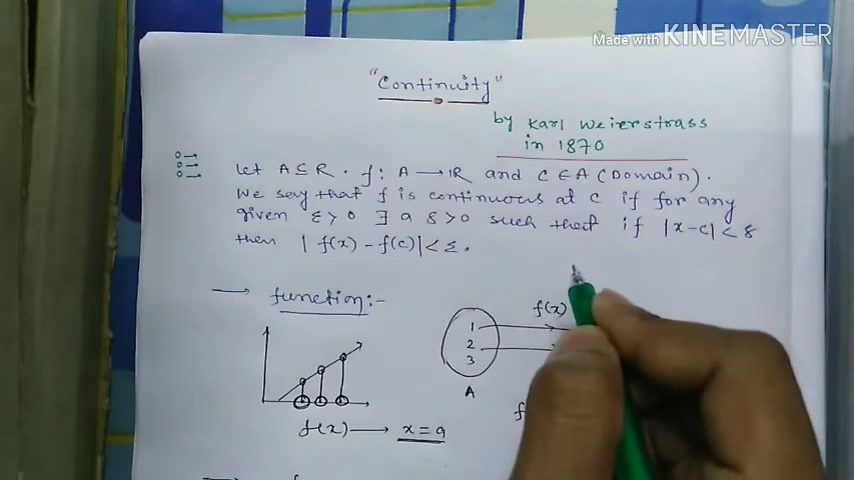 Made with KINEMASTER
"Continuity"
by Karl Weierstrass
in 1870
Let A ⊆ R . f: A → IR and C ∈ A (Domain).
We say that f is continuous at c if for any
given ε > 0 ∃ a δ > 0 such that if |x - c| < δ
then | f(x) - f(c)| < ε.
→ function:-
f(x)
1
2
3
A
f(x) → x = a